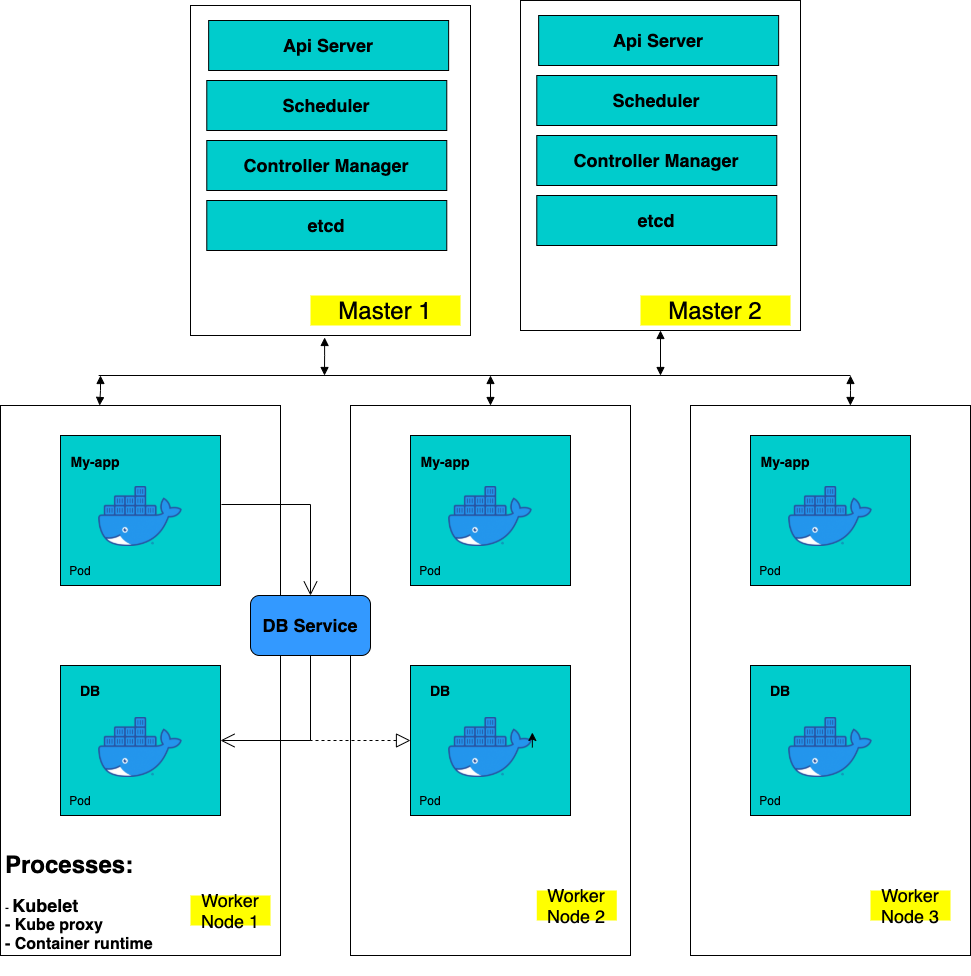 Api Server
Scheduler
Controller Manager
etcd
Master 1
Api Server
Scheduler
Controller Manager
etcd
Master 2
My-app
Pod
DB Service
DB
Pod
Processes:
- Kubelet
- Kube proxy
- Container runtime
Worker
Node 1
My-app
Pod
DB
Pod
Worker
Node 2
My-app
Pod
DB
Pod
Worker
Node 3